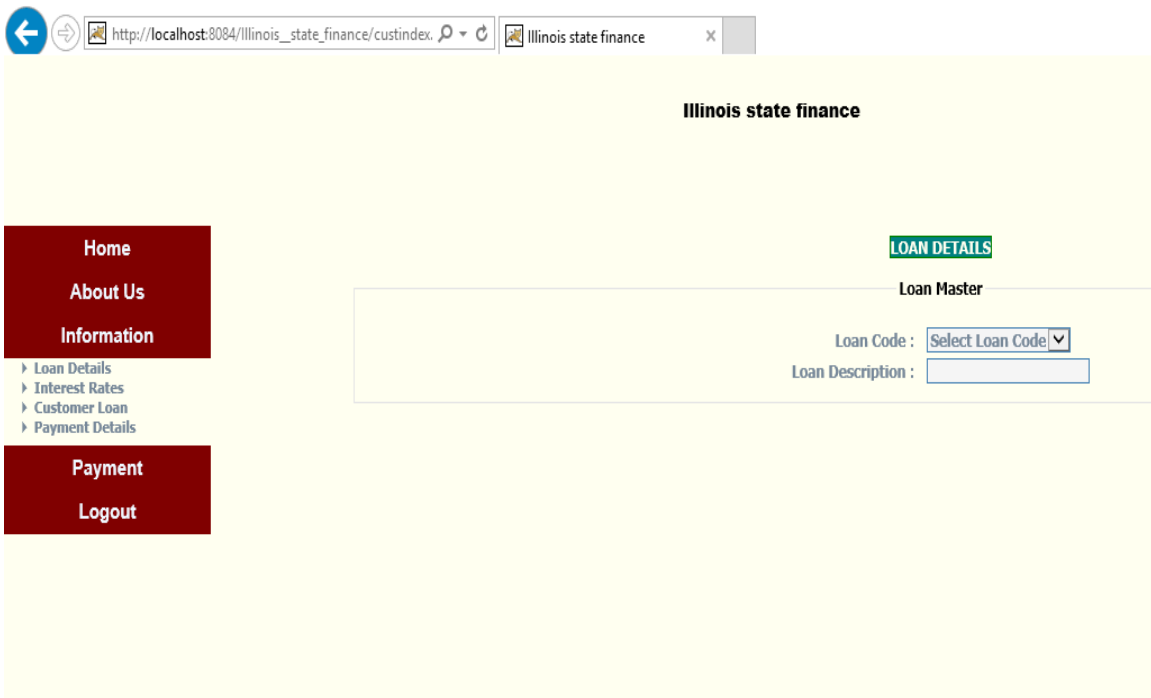 http://localhost:8084/Illinois__state_finance/custindex.
Illinois state finance
Illinois state finance
Home
About Us
Information
Loan Details
Interest Rates
Customer Loan
Payment Details
Payment
Logout
LOAN DETAILS
Loan Master
Loan Code : Select Loan Code
Loan Description :